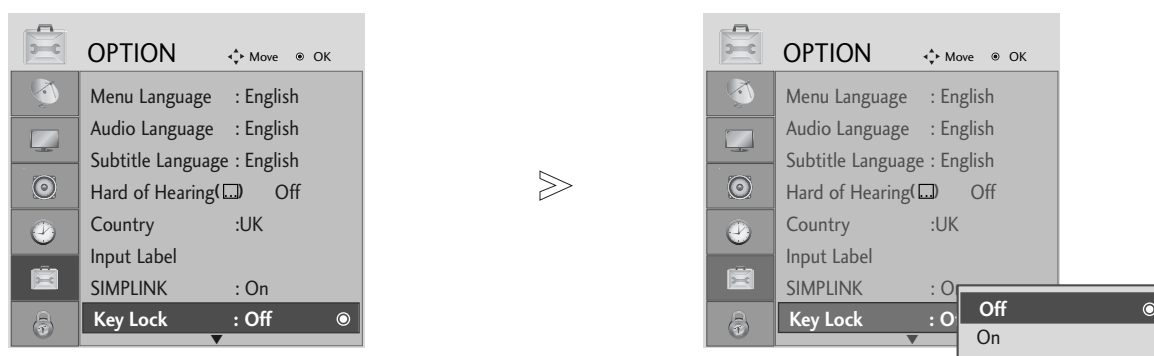 OPTION Move OK
Menu Language : English
Audio Language : English
Subtitle Language : English
Hard of Hearing( ) Off
Country :UK
Input Label
SIMPLINK : On
Key Lock : Off
OPTION Move OK
Menu Language : English
Audio Language : English
Subtitle Language : English
Hard of Hearing( ) Off
Country :UK
Input Label
SIMPLINK : O
Key Lock : O
Off
On